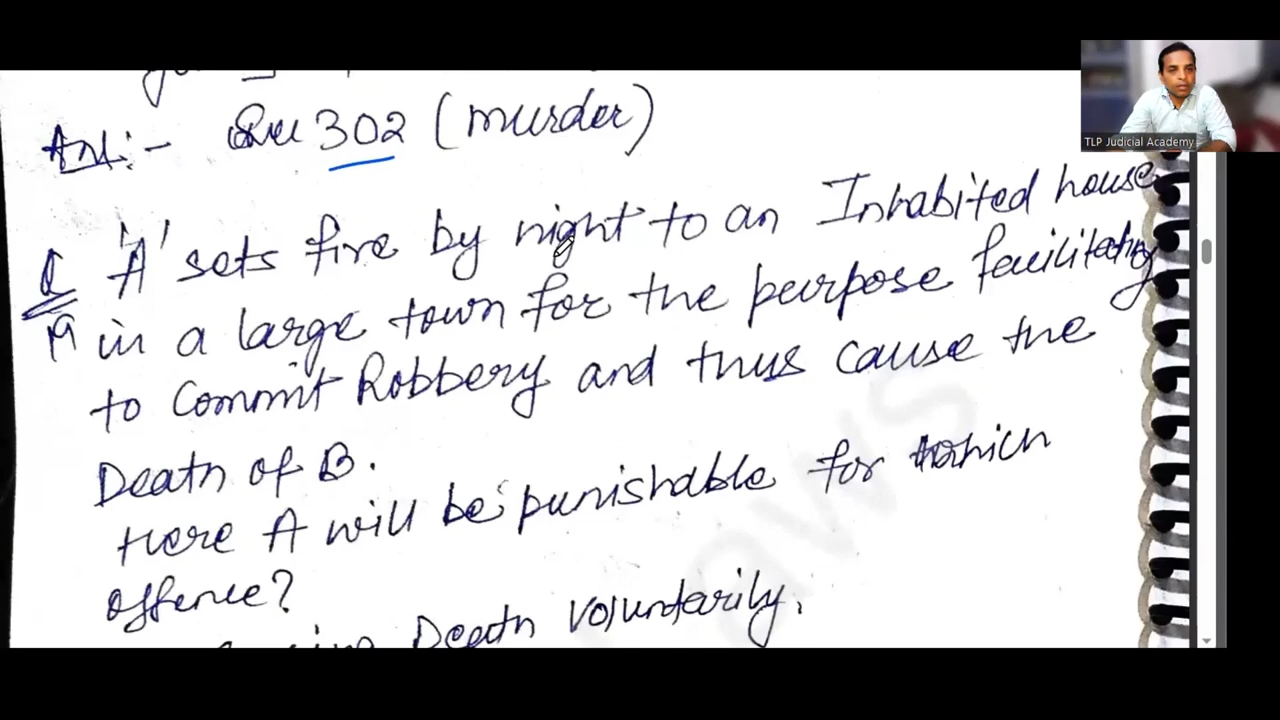 Ans:- 302 (murder)
TLP Judicial Academy
Q 'A' sets fire by night to an Inhabited house
19 in a large town for the purpose facilitating
to Commit Robbery and thus cause the
Death of B.
Here A will be punishable for which
offence?
Death voluntarily.
aws